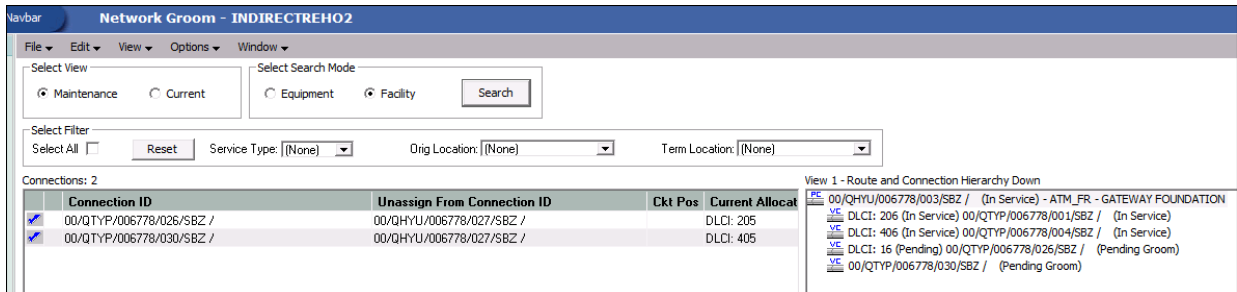 Navbar Network Groom - INDIRECTREHO2
File Edit View Options Window
Select View Select Search Mode
Maintenance Current Equipment Facility Search
Select Filter
Select All Reset Service Type: (None) Orig Location: (None) Term Location: (None)
Connections: 2
Connection ID Unassign From Connection ID Ckt Pos Current Allocat
00/QTYP/006778/026/SBZ / 00/QHYU/006778/027/SBZ / DLCI: 205
00/QTYP/006778/030/SBZ / 00/QHYU/006778/027/SBZ / DLCI: 405
View 1 - Route and Connection Hierarchy Down
PC 00/QHYU/006778/003/SBZ / (In Service) - ATM_FR - GATEWAY FOUNDATION
VC DLCI: 206 (In Service) 00/QTYP/006778/001/SBZ / (In Service)
VC DLCI: 406 (In Service) 00/QTYP/006778/004/SBZ / (In Service)
VC DLCI: 16 (Pending) 00/QTYP/006778/026/SBZ / (Pending Groom)
VC 00/QTYP/006778/030/SBZ / (Pending Groom)